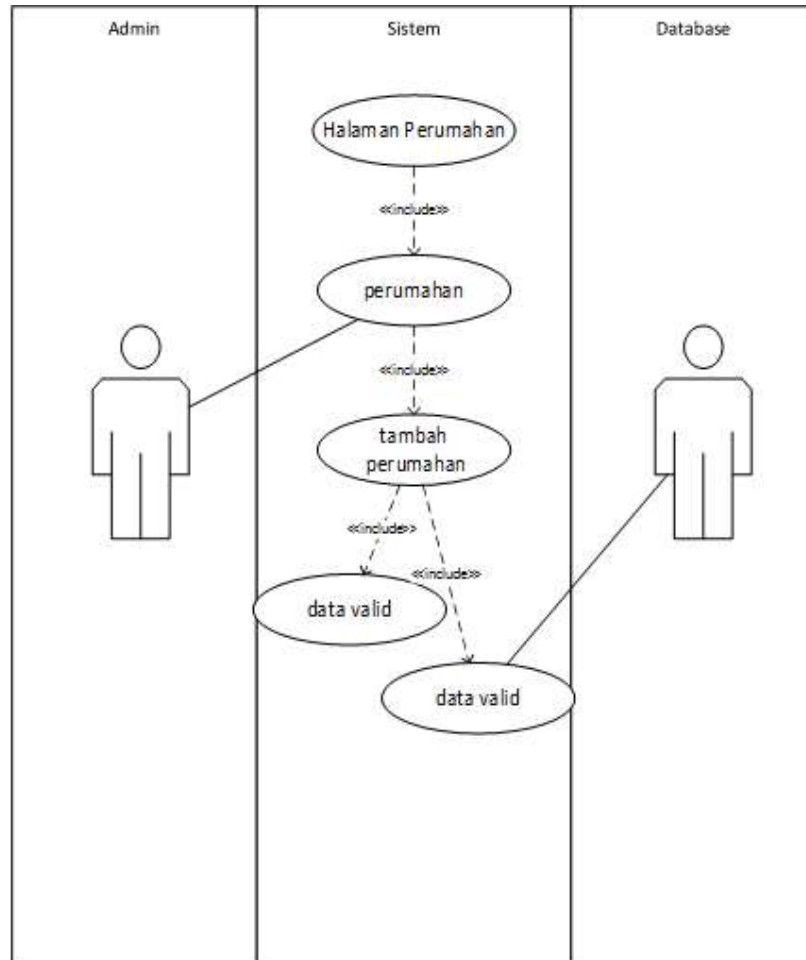 Admin
Sistem
Database
Halaman Perumahan
<<include>>
perumahan
<<include>>
tambah
perumahan
<<include>>
<<include>>
data valid
data valid